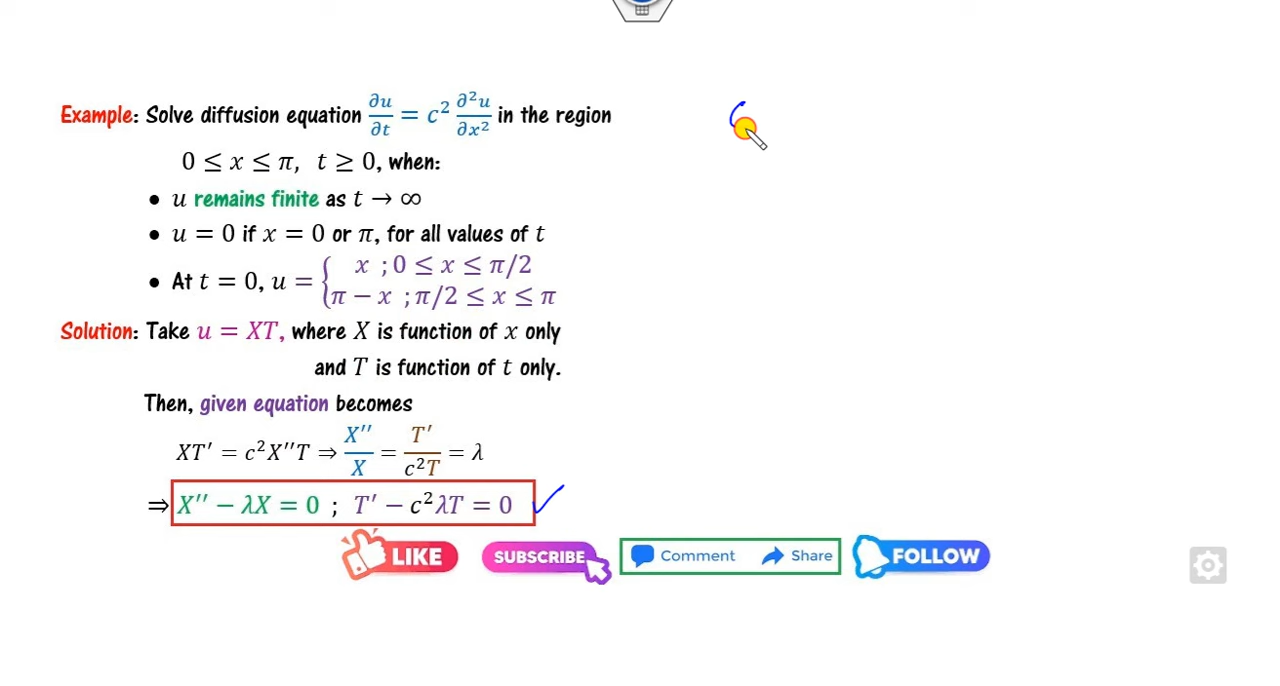 Example: Solve diffusion equation ∂u/∂t = c² ∂²u/∂x² in the region
0 ≤ x ≤ π, t ≥ 0, when:
• u remains finite as t → ∞
• u = 0 if x = 0 or π, for all values of t
• At t = 0, u = { x ; 0 ≤ x ≤ π/2
π − x ; π/2 ≤ x ≤ π
Solution: Take u = XT, where X is function of x only
and T is function of t only.
Then, given equation becomes
XT′ = c²X′′T ⇒ X′′/X = T′/c²T = λ
⇒ X′′ − λX = 0 ; T′ − c²λT = 0
LIKE SUBSCRIBE Comment Share FOLLOW